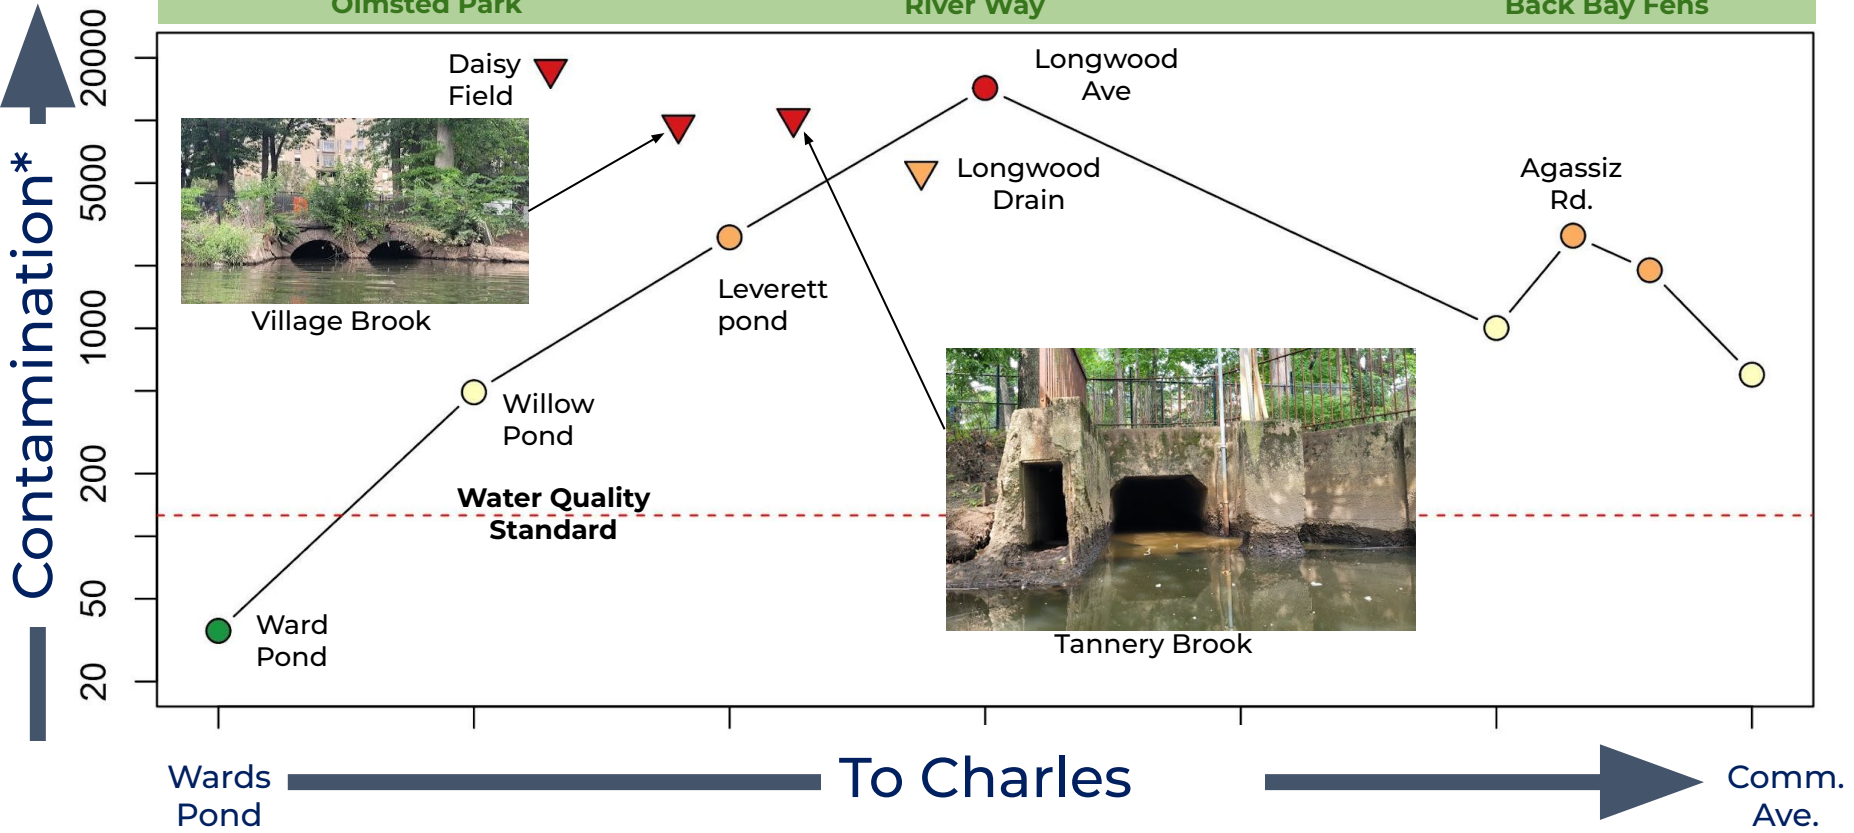 Olmsted Park
River Way
Back Bay Fens
Contamination*
20000
5000
1000
200
50
20
Daisy
Field
Longwood
Ave
Longwood
Drain
Agassiz
Rd.
Village Brook
Leverett
pond
Willow
Pond
Water Quality
Standard
Ward
Pond
Tannery Brook
Wards
Pond
To Charles
Comm.
Ave.